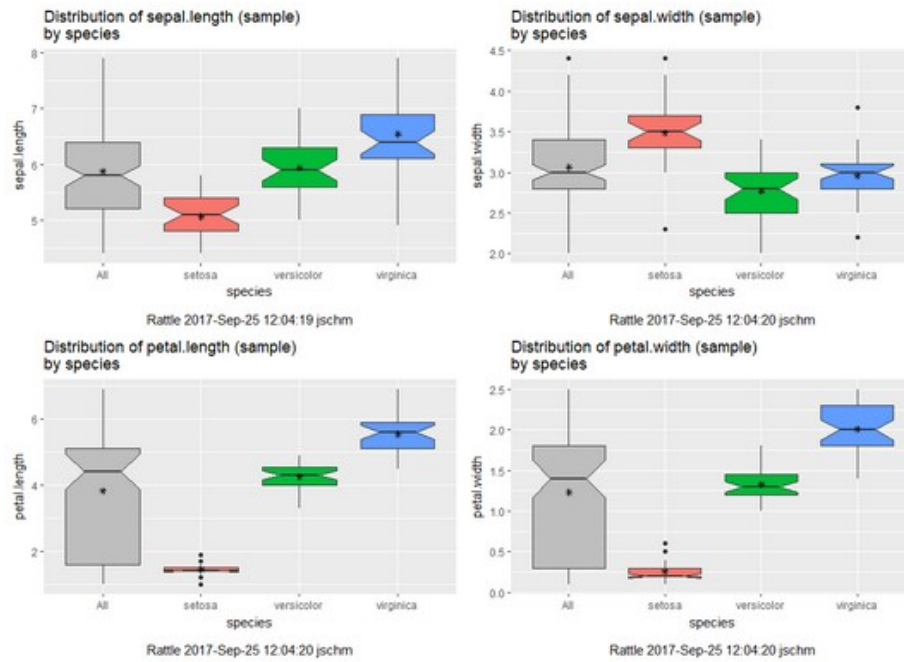 Distribution of sepal.length (sample)
by species
sepal.length
8
7
6
5
All setosa versicolor virginica
species
Rattle 2017-Sep-25 12:04:19 jschm
Distribution of sepal.width (sample)
by species
sepal.width
4.5
4.0
3.5
3.0
2.5
2.0
All setosa versicolor virginica
species
Rattle 2017-Sep-25 12:04:20 jschm
Distribution of petal.length (sample)
by species
petal.length
6
4
2
All setosa versicolor virginica
species
Rattle 2017-Sep-25 12:04:20 jschm
Distribution of petal.width (sample)
by species
petal.width
2.5
2.0
1.5
1.0
0.5
0.0
All setosa versicolor virginica
species
Rattle 2017-Sep-25 12:04:20 jschm